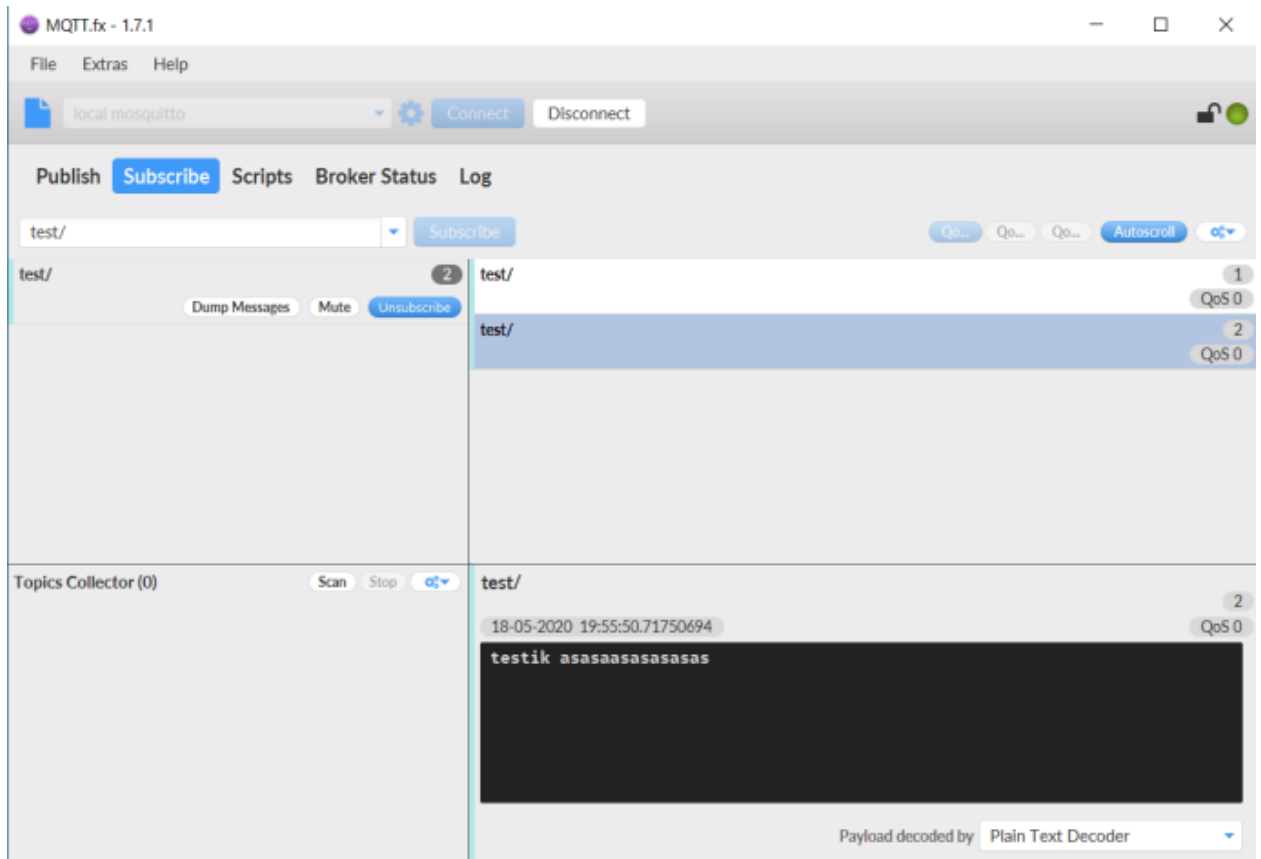 MQTT.fx - 1.7.1
File Extras Help
local mosquitto Connect Disconnect
Publish Subscribe Scripts Broker Status Log
test/ Subscribe Qo... Qo... Qo... Autoscroll
test/ 2
Dump Messages Mute Unsubscribe
test/ 1
QoS 0
test/ 2
QoS 0
Topics Collector (0) Scan Stop
test/
2
18-05-2020 19:55:50.71750694 QoS 0
testik asasaasasasasas
Payload decoded by Plain Text Decoder